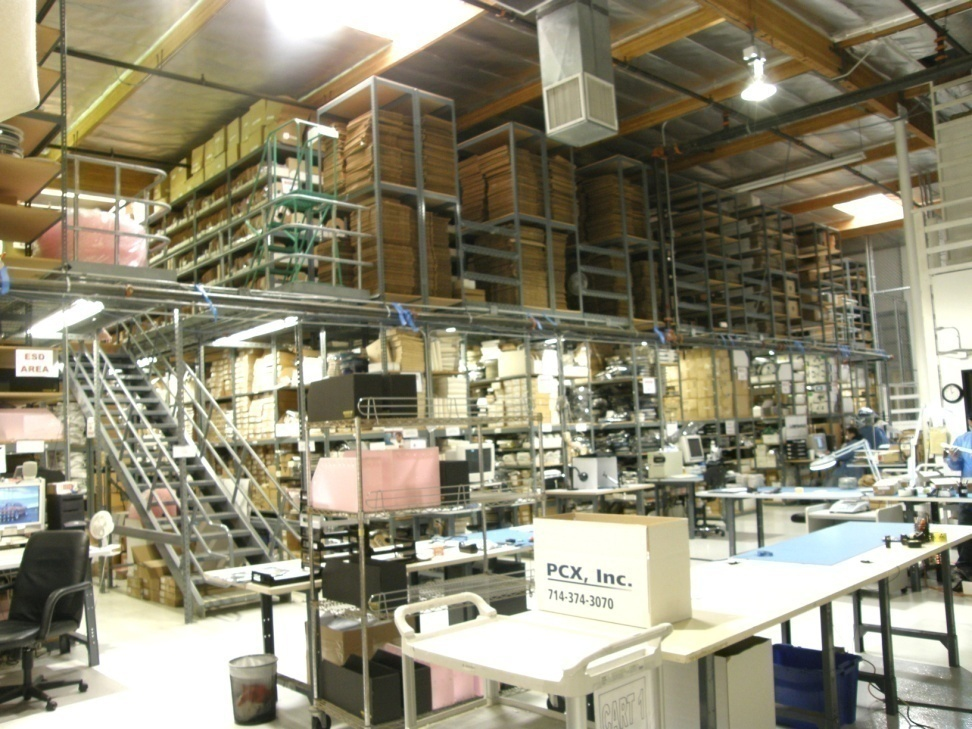 ESD
AREA
PCX, Inc.
714-374-3070
CART 1